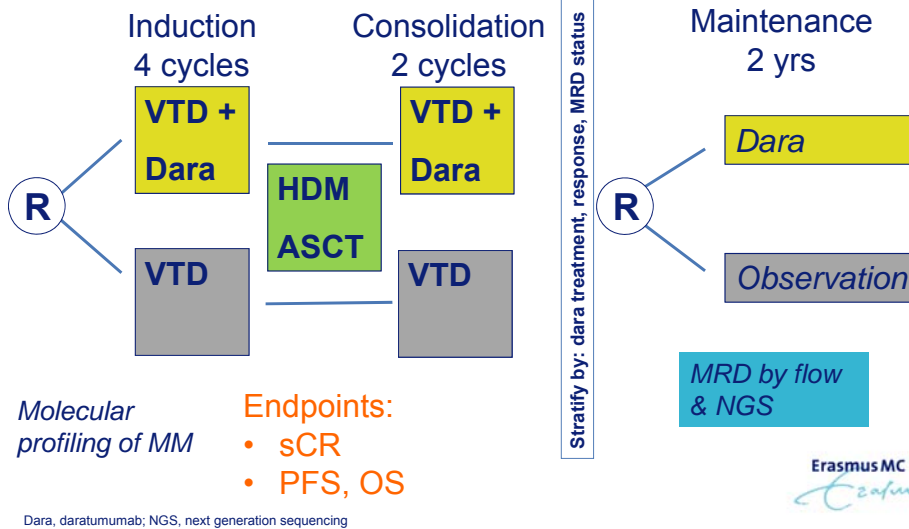 Induction
4 cycles
Consolidation
2 cycles
Maintenance
2 yrs
R
VTD +
Dara
VTD
HDM
ASCT
VTD +
Dara
VTD
Stratify by: dara treatment, response, MRD status
R
Dara
Observation
MRD by flow
& NGS
Molecular
profiling of MM
Endpoints:
• sCR
• PFS, OS
Erasmus MC
Dara, daratumumab; NGS, next generation sequencing